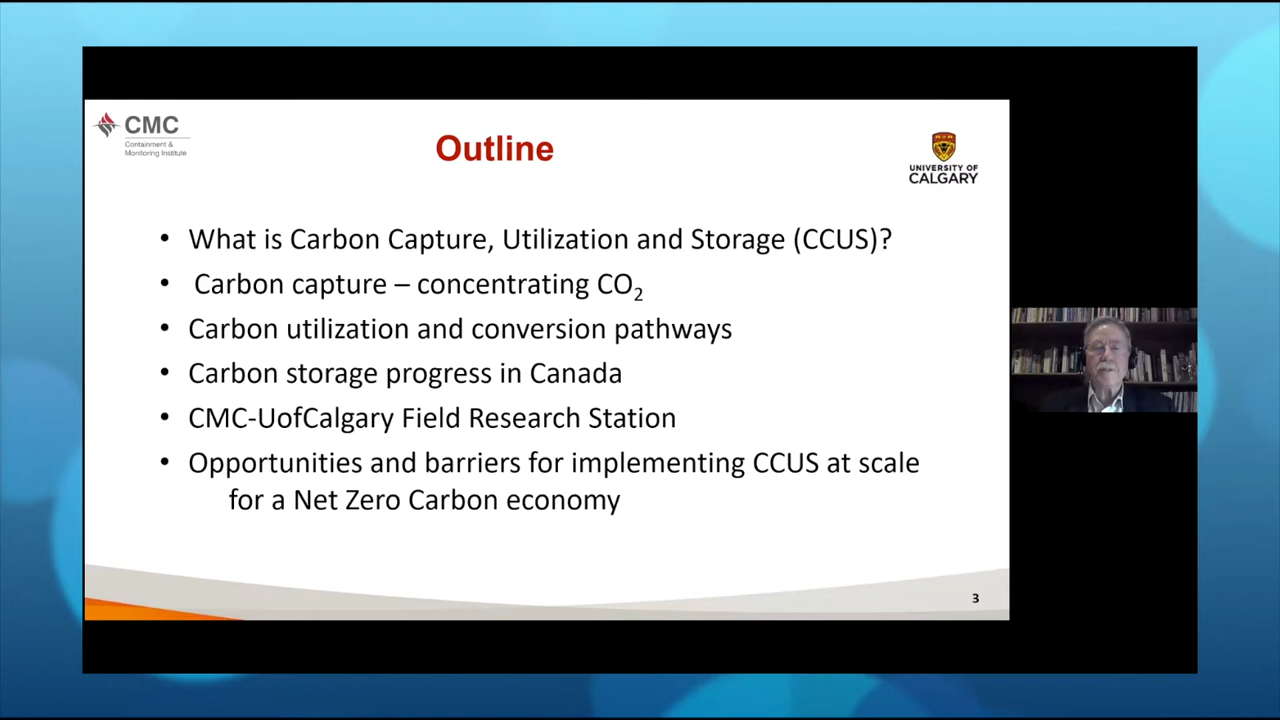 CMC
Containment &
Monitoring Institute
Outline
UNIVERSITY OF
CALGARY
• What is Carbon Capture, Utilization and Storage (CCUS)?
• Carbon capture – concentrating CO₂
• Carbon utilization and conversion pathways
• Carbon storage progress in Canada
• CMC-UofCalgary Field Research Station
• Opportunities and barriers for implementing CCUS at scale
for a Net Zero Carbon economy
3